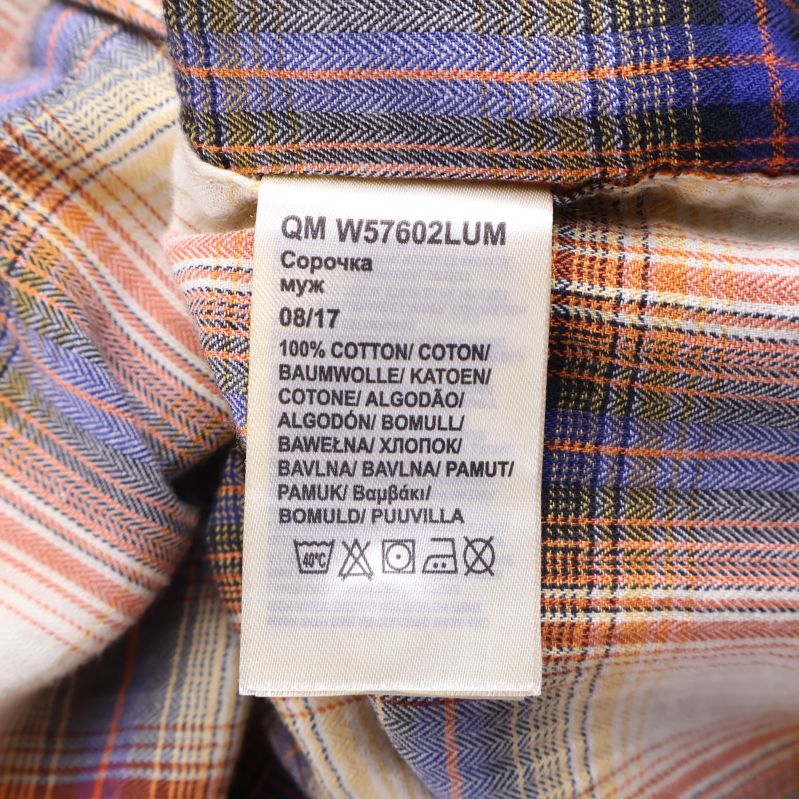 QM W57602LUM
Сорочка
муж
08/17
100% COTTON/ COTON/
BAUMWOLLE/ KATOEN/
COTONE/ ALGODÃO/
ALGODÓN/ BOMULL/
BAWEŁNA/ ХЛОПОК/
BAVLNA/ BAVLNA/ PAMUT/
PAMUK/ Βαμβάκι/
BOMULD/ PUUVILLA
40°C